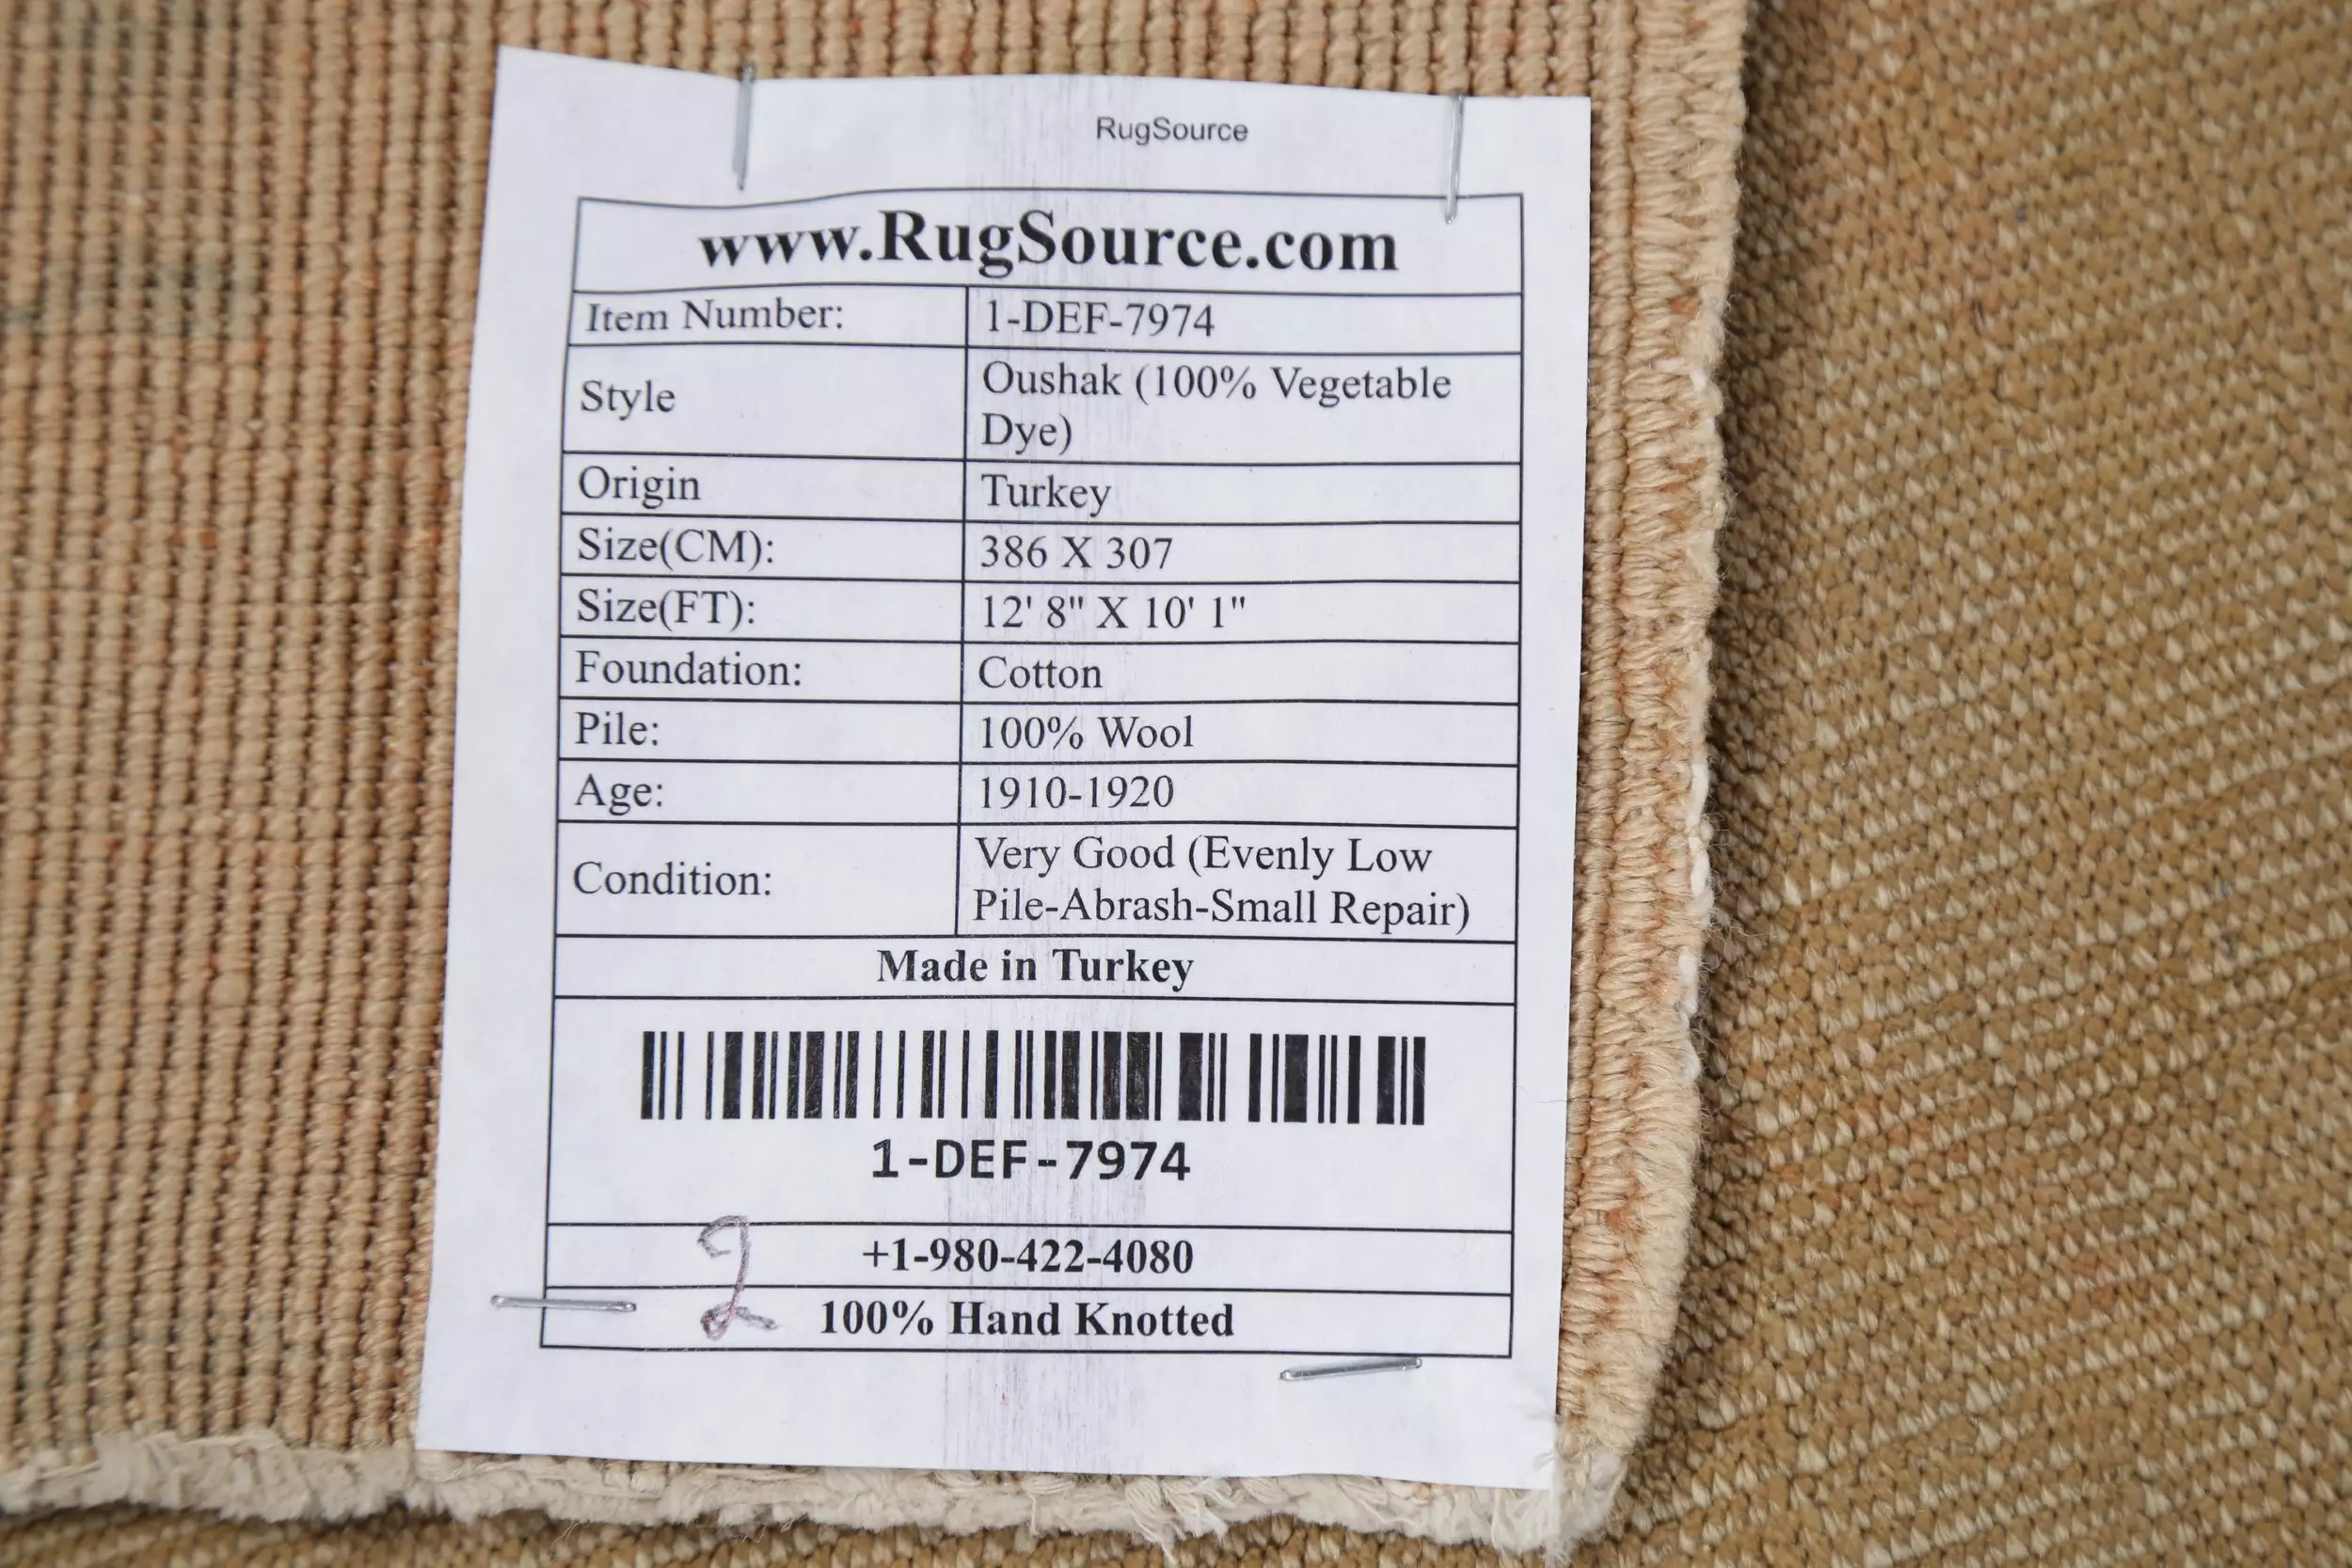 RugSource
www.RugSource.com
Item Number: 1-DEF-7974
Style Oushak (100% Vegetable
Dye)
Origin Turkey
Size(CM): 386 X 307
Size(FT): 12' 8" X 10' 1"
Foundation: Cotton
Pile: 100% Wool
Age: 1910-1920
Condition: Very Good (Evenly Low
Pile-Abrash-Small Repair)
Made in Turkey
1-DEF-7974
+1-980-422-4080
2
100% Hand Knotted